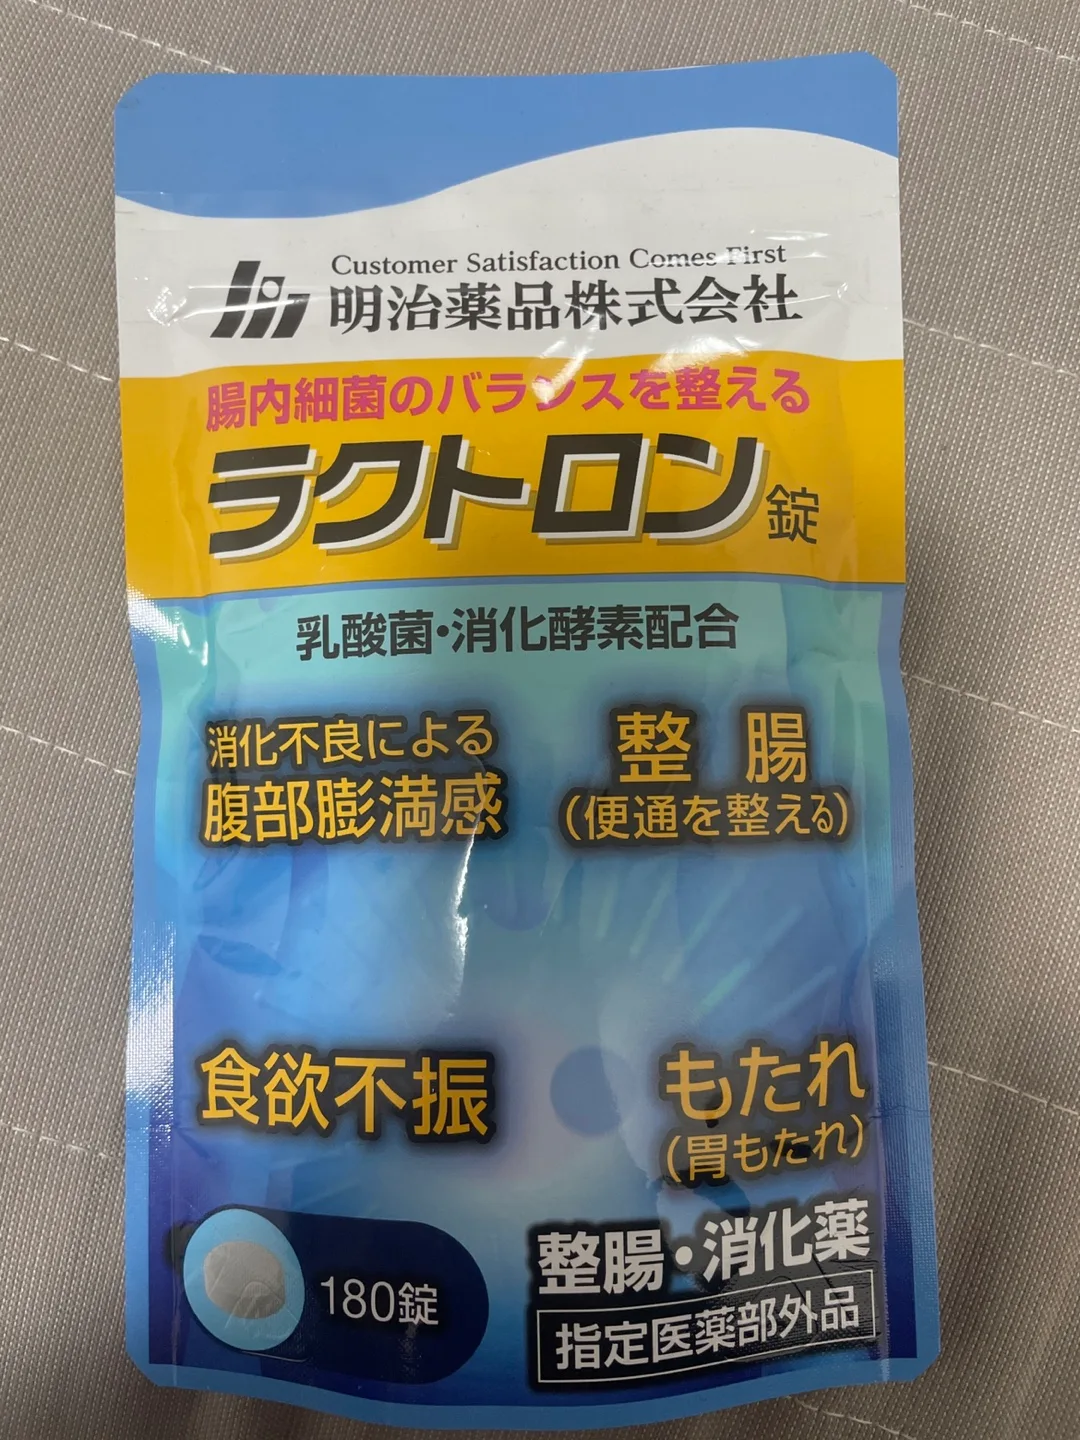 Customer Satisfaction Comes First
明治薬品株式会社
腸内細菌のバランスを整える
ラクトロン錠
乳酸菌・消化酵素配合
消化不良による
腹部膨満感
整 腸
（便通を整える）
食欲不振
もたれ
（胃もたれ）
180錠
整腸・消化薬
指定医薬部外品